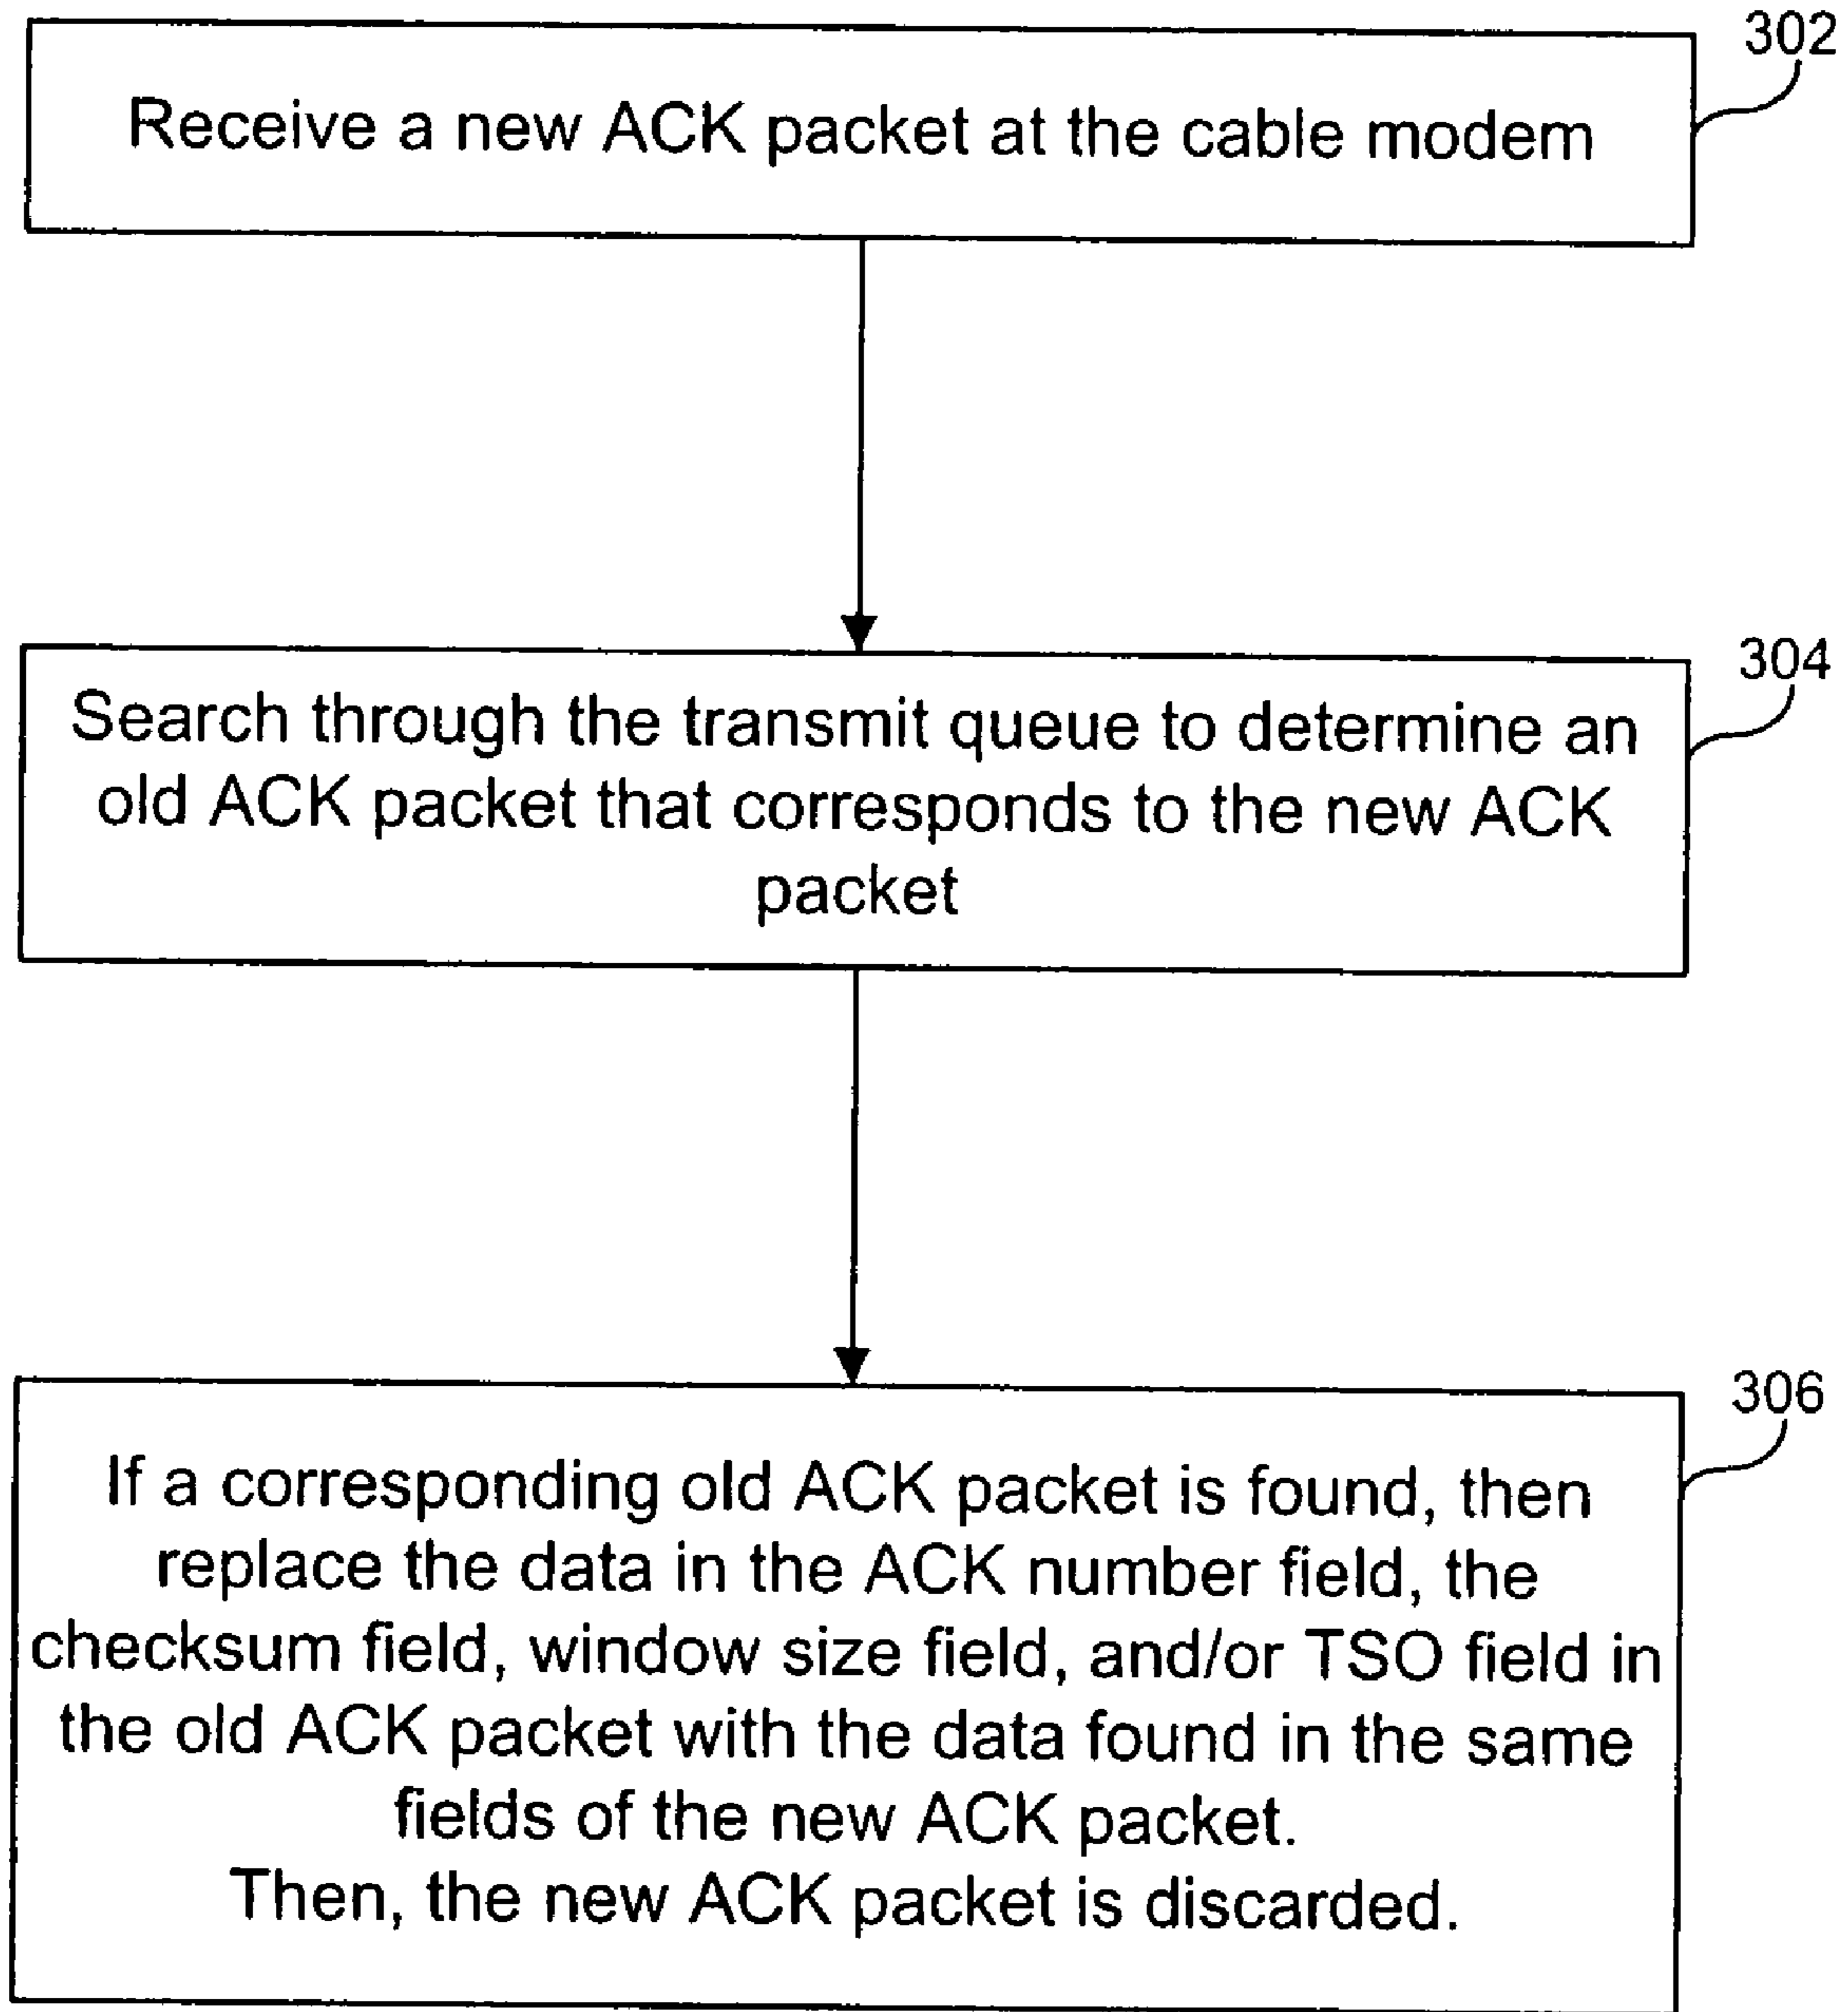 302
Receive a new ACK packet at the cable modem
304
Search through the transmit queue to determine an
old ACK packet that corresponds to the new ACK
packet
306
If a corresponding old ACK packet is found, then
replace the data in the ACK number field, the
checksum field, window size field, and/or TSO field in
the old ACK packet with the data found in the same
fields of the new ACK packet.
Then, the new ACK packet is discarded.